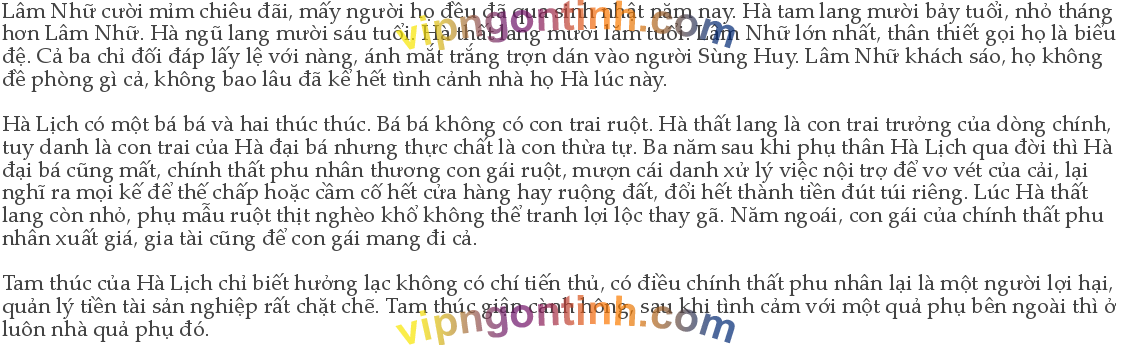 Lâm Nhữ cười mỉm chiêu đãi, mấy người họ đều đã qua sinh nhật năm nay. Hà tam lang mười bảy tuổi, nhỏ tháng
hơn Lâm Nhữ. Hà ngũ lang mười sáu tuổi. Hà thất lang mười lăm tuổi. Lâm Nhữ lớn nhất, thân thiết gọi họ là biểu
đệ. Cả ba chỉ đối đáp lấy lệ với nàng, ánh mắt trắng trợn dán vào người Sùng Huy. Lâm Nhữ khách sáo, họ không
đề phòng gì cả, không bao lâu đã kể hết tình cảnh nhà họ Hà lúc này.
Hà Lịch có một bá bá và hai thúc thúc. Bá bá không có con trai ruột. Hà thất lang là con trai trưởng của dòng chính,
tuy danh là con trai của Hà đại bá nhưng thực chất là con thừa tự. Ba năm sau khi phụ thân Hà Lịch qua đời thì Hà
đại bá cũng mất, chính thất phu nhân thương con gái ruột, mượn cái danh xử lý việc nội trợ để vơ vét của cải, lại
nghĩ ra mọi kế để thế chấp hoặc cầm cố hết cửa hàng hay ruộng đất, đổi hết thành tiền đút túi riêng. Lúc Hà thất
lang còn nhỏ, phụ mẫu ruột thịt nghèo khổ không thể tranh lợi lộc thay gã. Năm ngoái, con gái của chính thất phu
nhân xuất giá, gia tài cũng để con gái mang đi cả.
Tam thúc của Hà Lịch chỉ biết hưởng lạc không có chí tiến thủ, có điều chính thất phu nhân lại là một người lợi hại,
quản lý tiền tài sản nghiệp rất chặt chẽ. Tam thúc giận cành hông, sau khi tình cảm với một quả phụ bên ngoài thì ở
luôn nhà quả phụ đó.
vipngontinh.com
vipngontinh.com